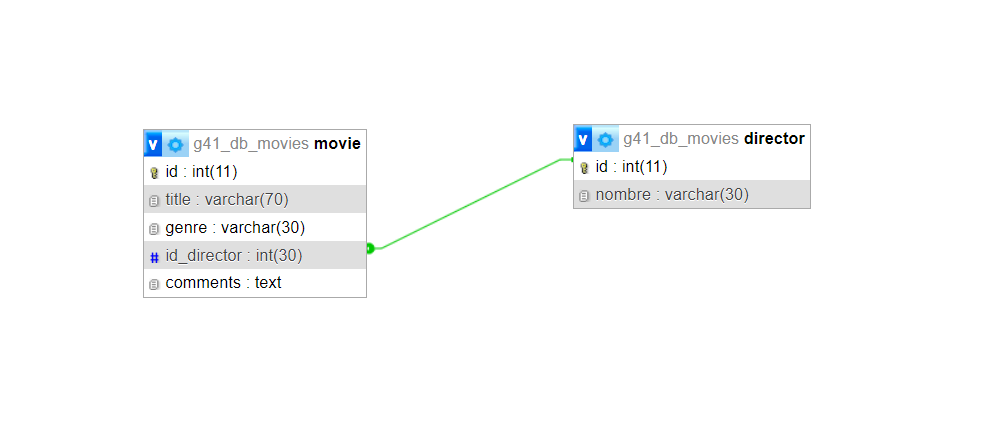 v g41_db_movies movie
id : int(11)
title : varchar(70)
genre : varchar(30)
# id_director : int(30)
comments : text
v g41_db_movies director
id : int(11)
nombre : varchar(30)